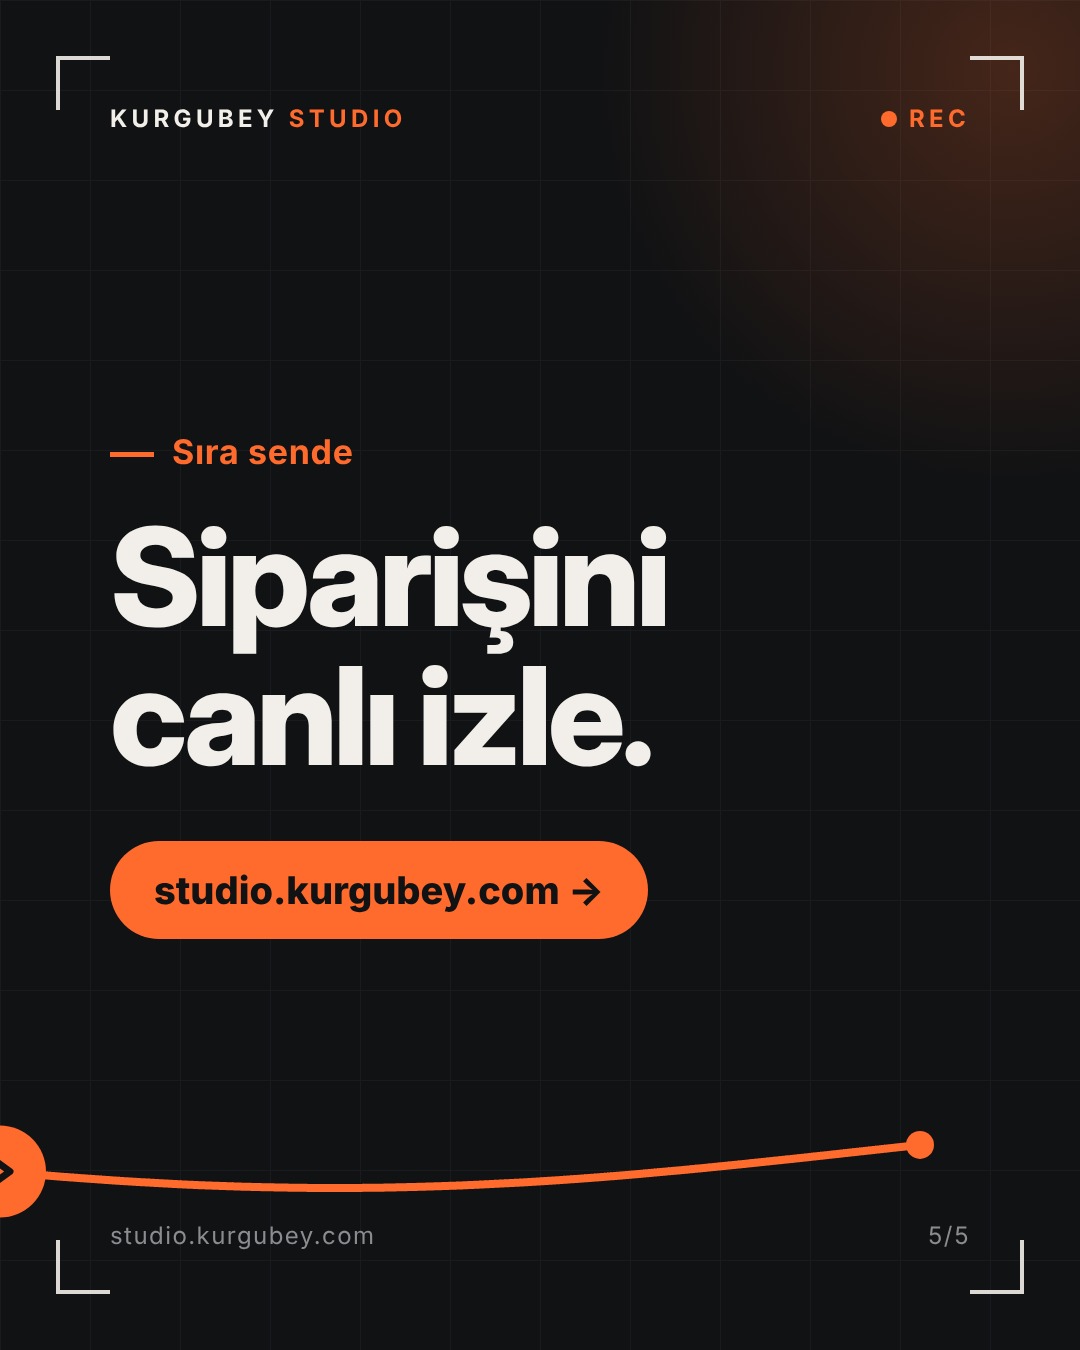 KURGUBEY STUDIO
REC
Sıra sende
Siparişini
canlı izle.
studio.kurgubey.com →
studio.kurgubey.com
5/5